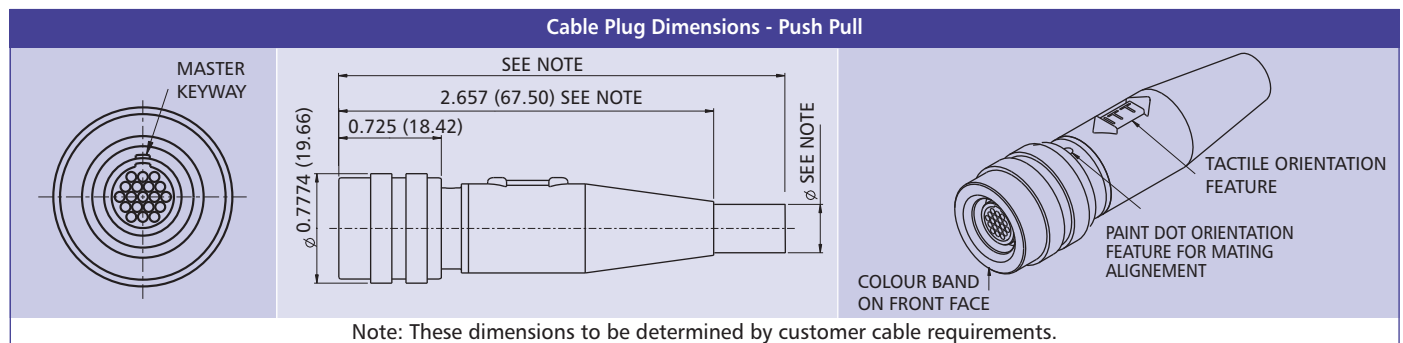 Cable Plug Dimensions - Push Pull
MASTER
KEYWAY
SEE NOTE
2.657 (67.50) SEE NOTE
0.725 (18.42)
⌀ 0.7774 (19.66)
⌀ SEE NOTE
TACTILE ORIENTATION
FEATURE
PAINT DOT ORIENTATION
FEATURE FOR MATING
ALIGNEMENT
COLOUR BAND
ON FRONT FACE
Note: These dimensions to be determined by customer cable requirements.